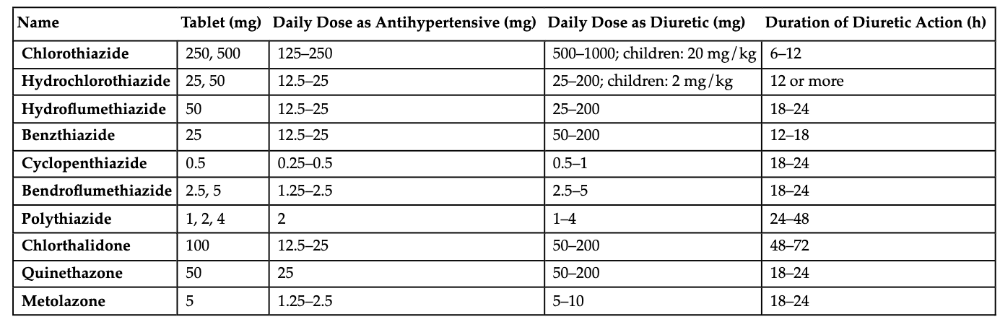 Name Tablet (mg) Daily Dose as Antihypertensive (mg) Daily Dose as Diuretic (mg) Duration of Diuretic Action (h)
Chlorothiazide 250, 500 125–250 500–1000; children: 20 mg/kg 6–12
Hydrochlorothiazide 25, 50 12.5–25 25–200; children: 2 mg/kg 12 or more
Hydroflumethiazide 50 12.5–25 25–200 18–24
Benzthiazide 25 12.5–25 50–200 12–18
Cyclopenthiazide 0.5 0.25–0.5 0.5–1 18–24
Bendroflumethiazide 2.5, 5 1.25–2.5 2.5–5 18–24
Polythiazide 1, 2, 4 2 1–4 24–48
Chlorthalidone 100 12.5–25 50–200 48–72
Quinethazone 50 25 50–200 18–24
Metolazone 5 1.25–2.5 5–10 18–24